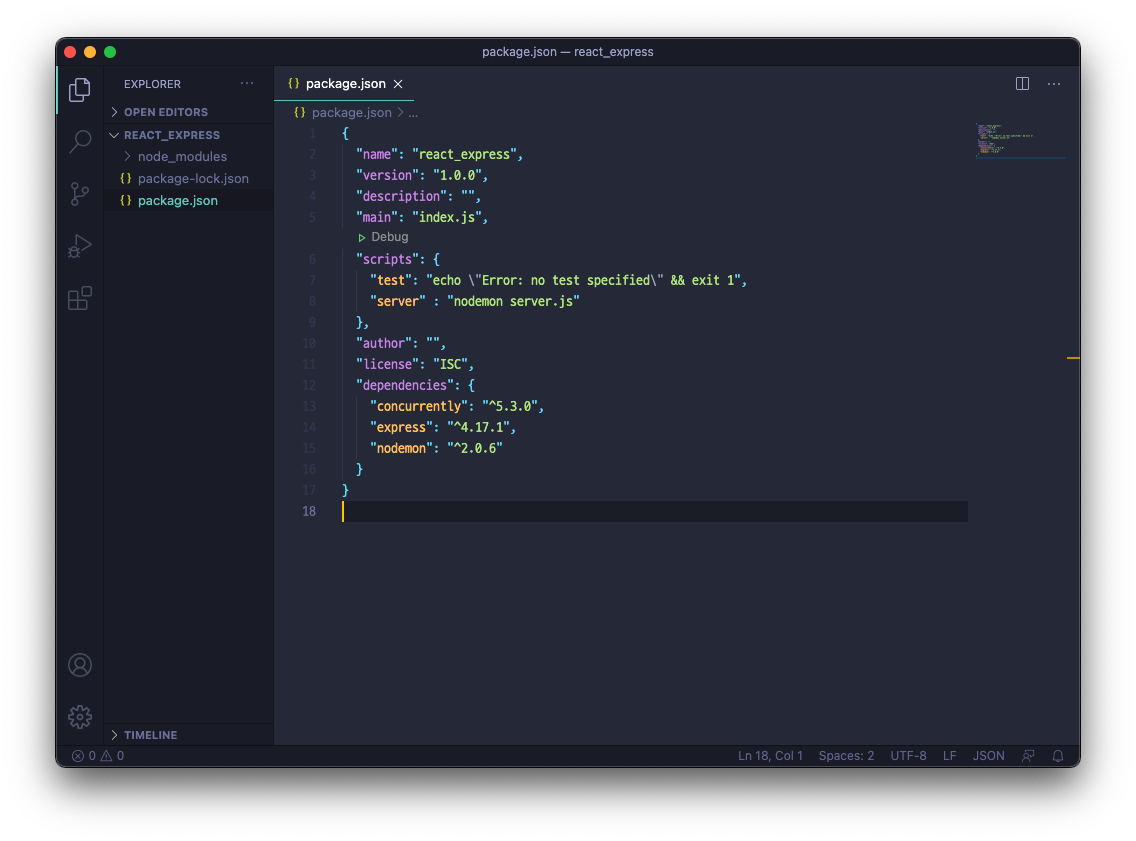 package.json — react_express
EXPLORER ···
OPEN EDITORS
REACT_EXPRESS
node_modules
{} package-lock.json
{} package.json
TIMELINE
{} package.json × ···
{} package.json > ...
1 {
2 "name": "react_express",
3 "version": "1.0.0",
4 "description": "",
5 "main": "index.js",
Debug
6 "scripts": {
7 "test": "echo \"Error: no test specified\" && exit 1",
8 "server" : "nodemon server.js"
9 },
10 "author": "",
11 "license": "ISC",
12 "dependencies": {
13 "concurrently": "^5.3.0",
14 "express": "^4.17.1",
15 "nodemon": "^2.0.6"
16 }
17 }
18
0 0 Ln 18, Col 1 Spaces: 2 UTF-8 LF JSON